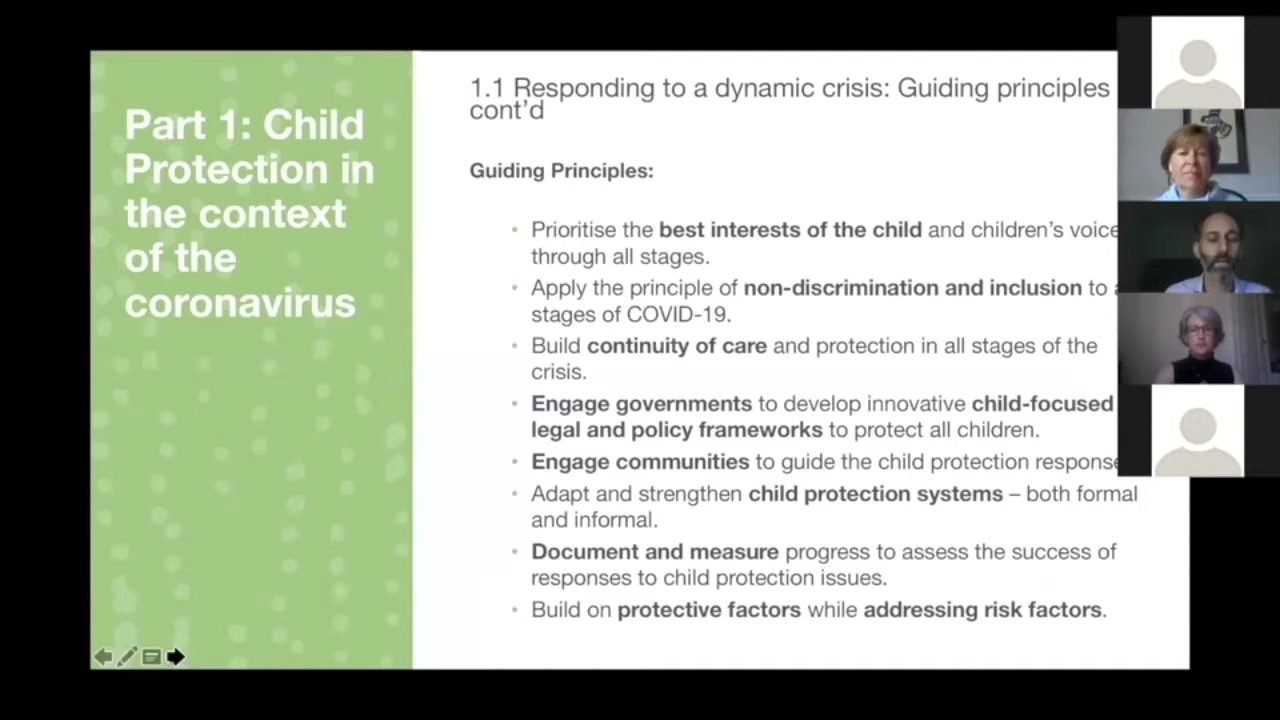 Part 1: Child
Protection in
the context
of the
coronavirus
1.1 Responding to a dynamic crisis: Guiding principles
cont’d
Guiding Principles:
• Prioritise the best interests of the child and children’s voice
through all stages.
• Apply the principle of non-discrimination and inclusion to
stages of COVID-19.
• Build continuity of care and protection in all stages of the
crisis.
• Engage governments to develop innovative child-focused
legal and policy frameworks to protect all children.
• Engage communities to guide the child protection response
• Adapt and strengthen child protection systems – both formal
and informal.
• Document and measure progress to assess the success of
responses to child protection issues.
• Build on protective factors while addressing risk factors.